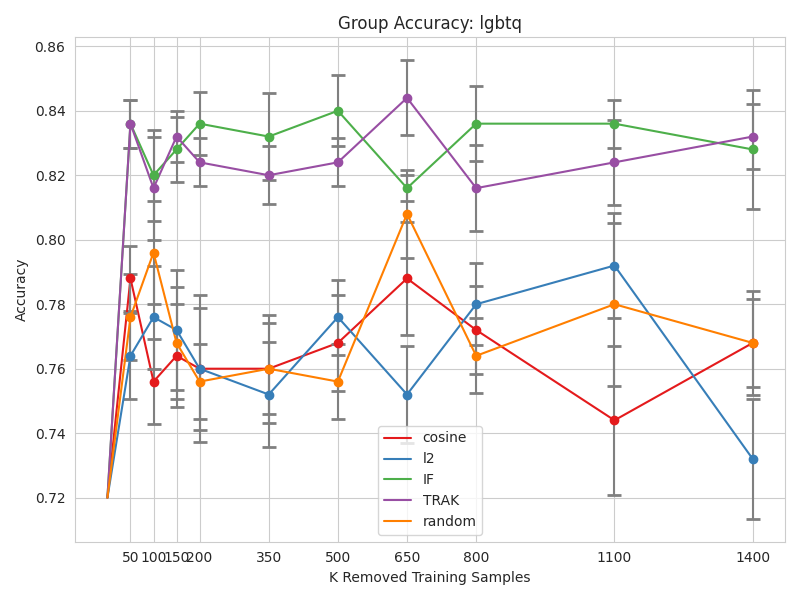 Group Accuracy: lgbtq
Accuracy
0.86
0.84
0.82
0.80
0.78
0.76
0.74
0.72
cosine
l2
IF
TRAK
random
50 100 150 200 350 500 650 800 1100 1400
K Removed Training Samples